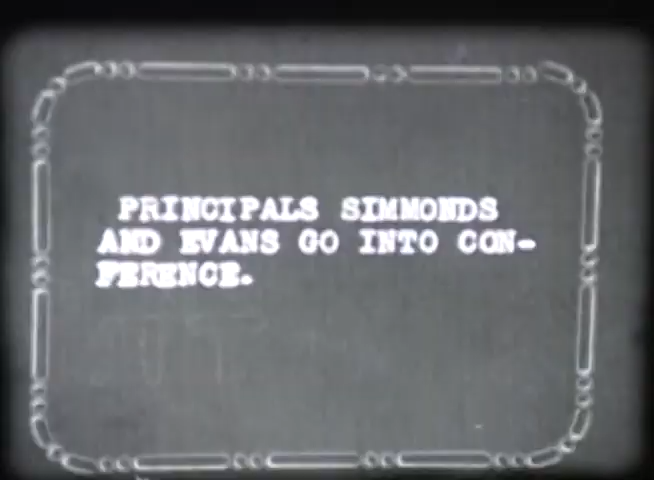 PRINCIPALS SIMMONDS
AND EVANS GO INTO CON-
FERENCE.